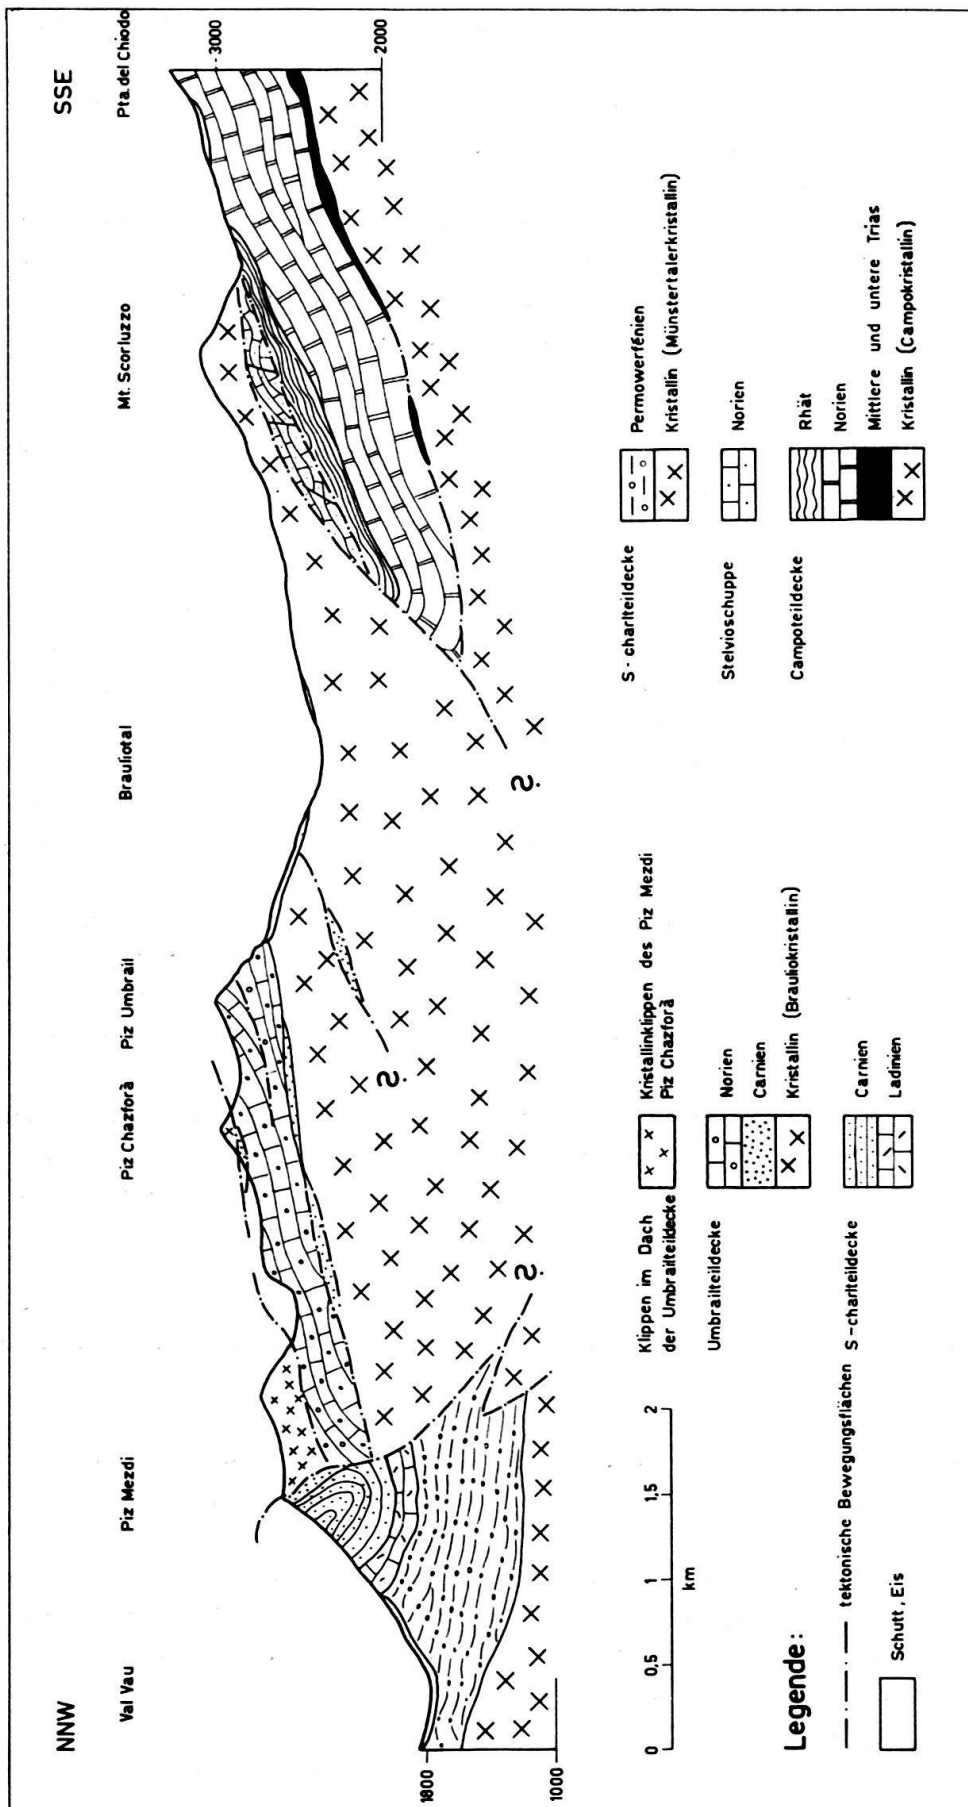 NNW
SSE
Val Vau
Piz Mezdi
Piz Chazforà
Piz Umbrail
Brauliotal
Mt. Scorluzzo
Pta. del Chiodo
3000
2000
1800
1000
Ṡ
Ṡ
Ṡ
0
0,5
1
1,5
2
km
Legende:
tektonische Bewegungsflächen
Schutt, Eis
Klippen im Dach
der Umbrailteildecke
Kristallinklippen des Piz Mezdi
Piz Chazforà
Umbrailteildecke
Norien
Carnien
Kristallin (Brauliokristallin)
S-charlteildecke
Carnien
Ladinien
S-charlteildecke
Permowerfénien
Kristallin (Münstertalerkristallin)
Stelvioschuppe
Norien
Campoteildecke
Rhät
Norien
Mittlere und untere Trias
Kristallin (Campokristallin)